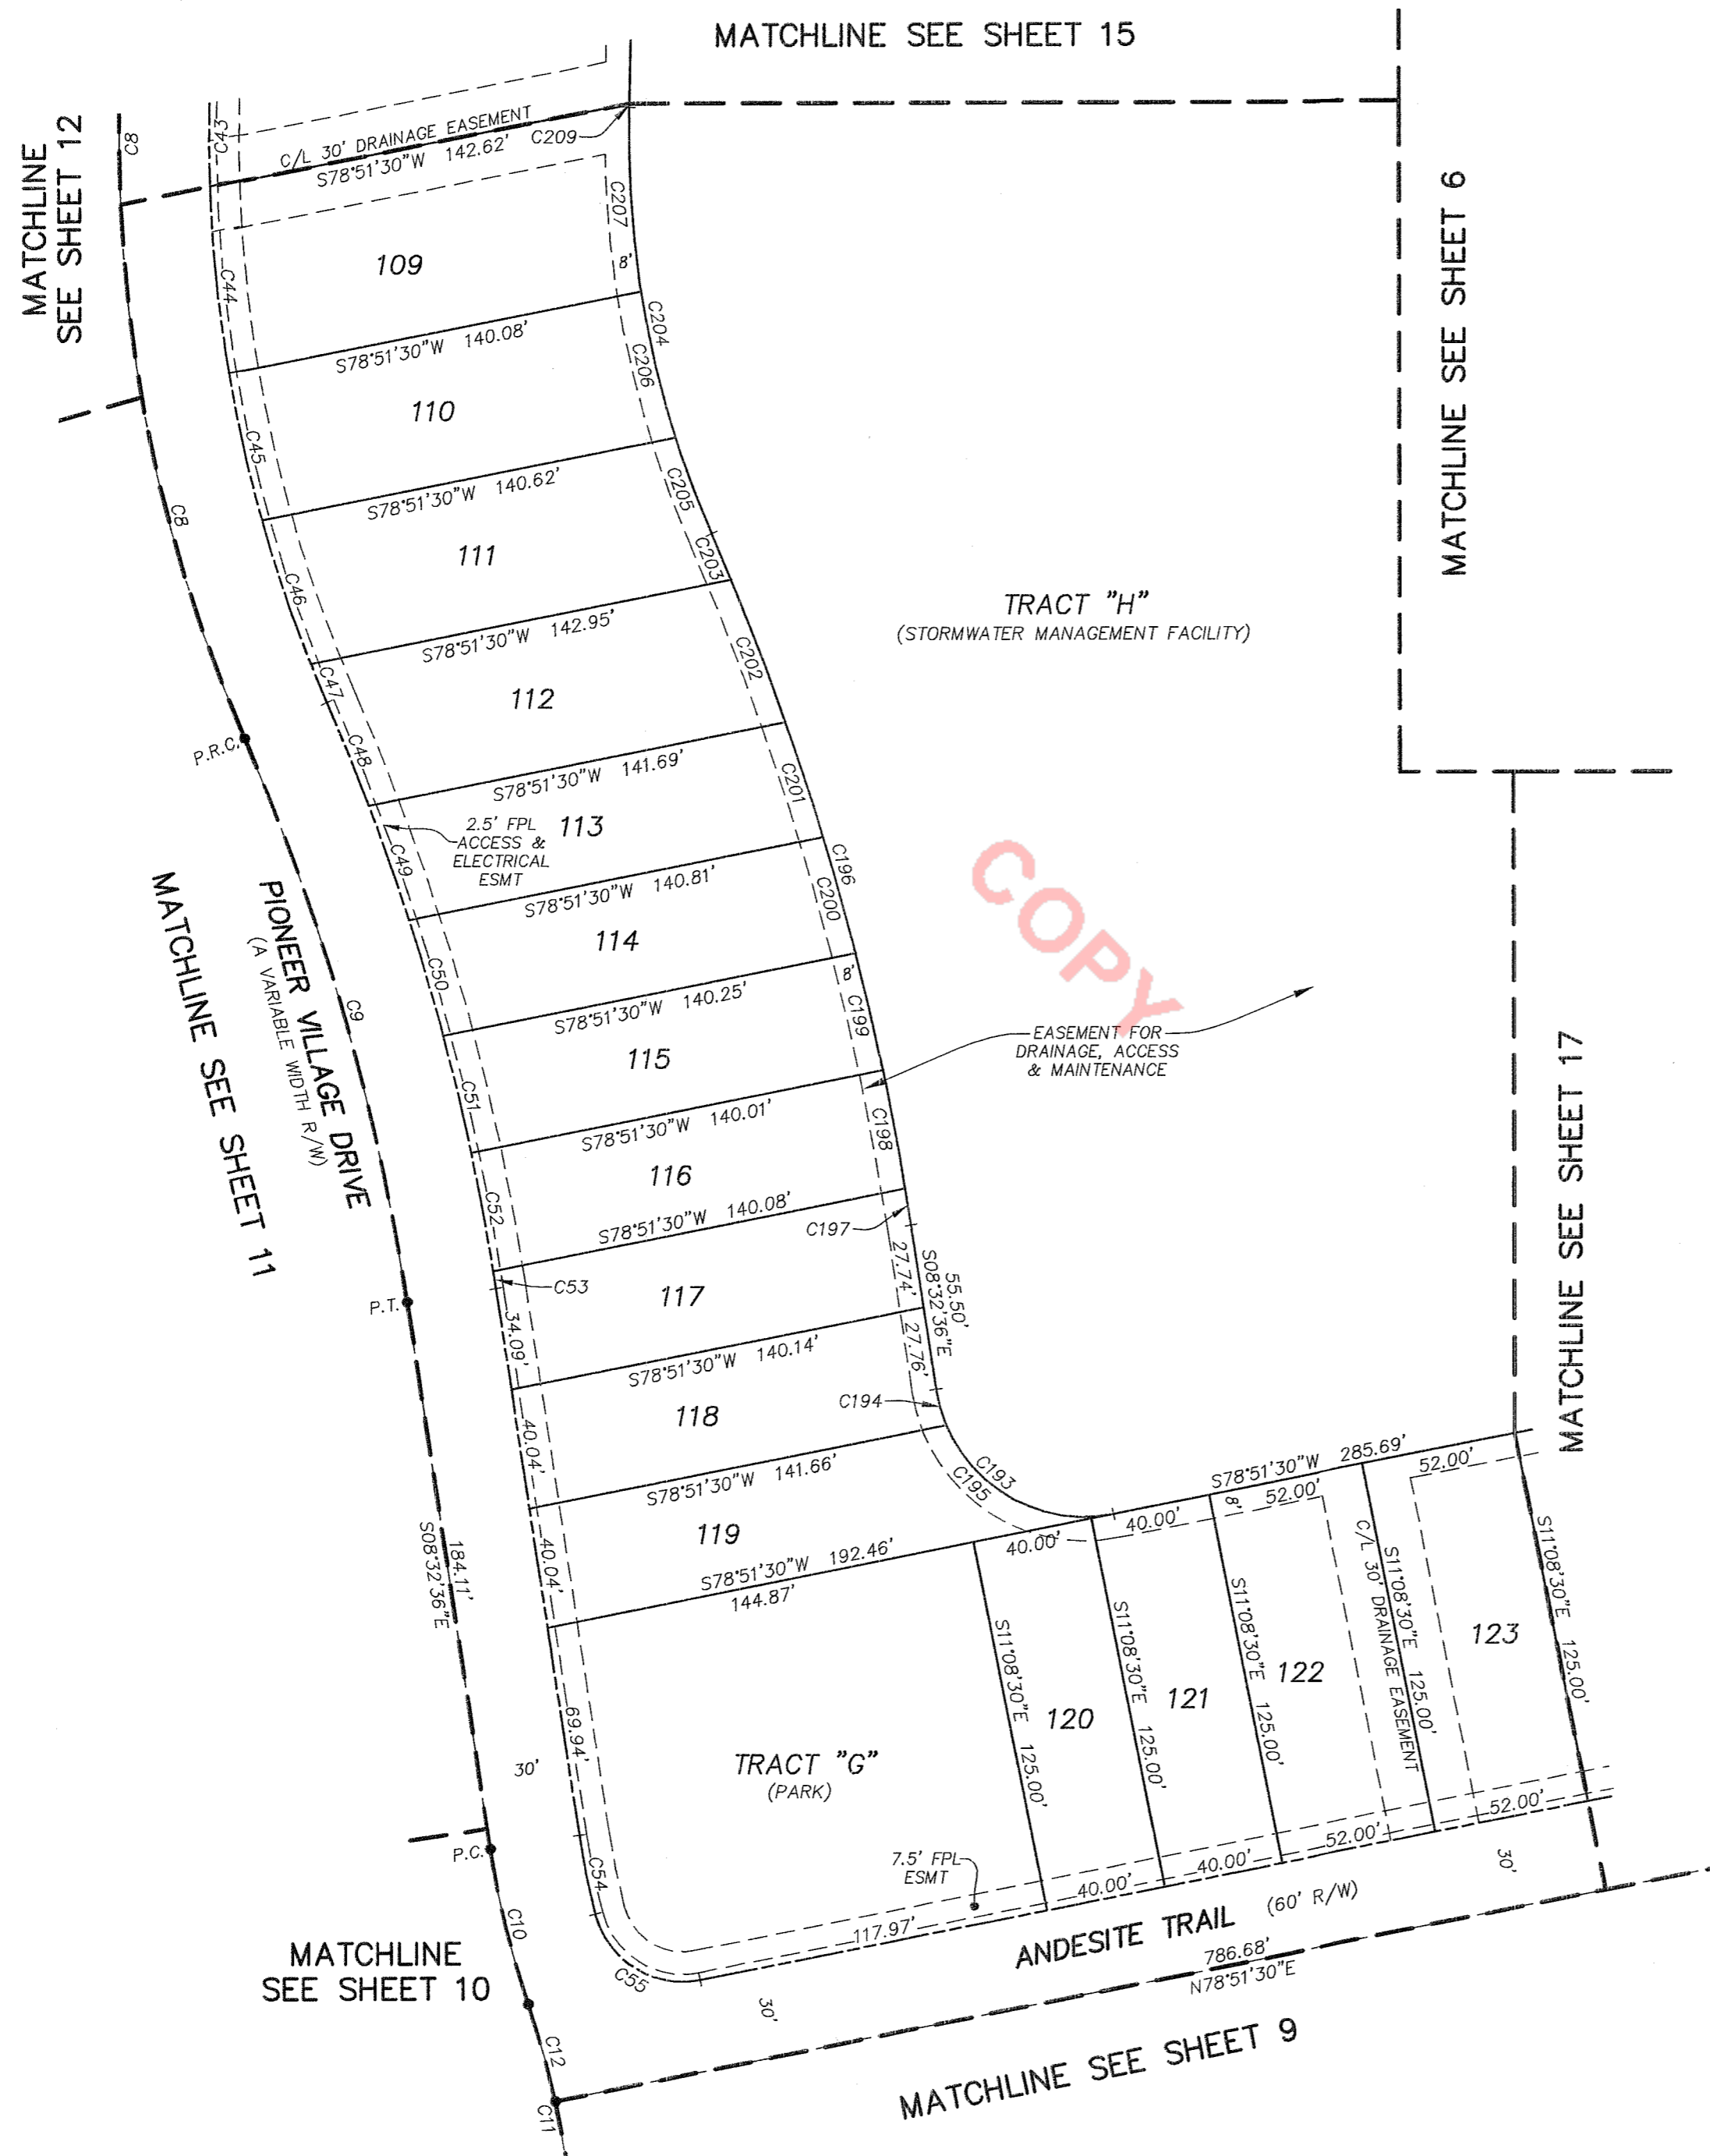 MATCHLINE SEE SHEET 15
MATCHLINE
SEE SHEET 12
C8
C43
C/L 30' DRAINAGE EASEMENT
S78°51'30"W 142.62'
C209
C207
8'
109
C44
C204
S78°51'30"W 140.08'
C206
110
C45
S78°51'30"W 140.62'
C205
C8
111
C203
C46
S78°51'30"W 142.95'
C202
C47
112
P.R.C.
C48
S78°51'30"W 141.69'
C201
2.5' FPL
ACCESS &
ELECTRICAL
ESMT
113
C49
C196
S78°51'30"W 140.81'
C200
114
C50
S78°51'30"W 140.25'
8'
C199
115
C51
S78°51'30"W 140.01'
C198
116
C52
S78°51'30"W 140.08'
C197
C53
117
27.74'
55.50'
S08°32'36"E
34.09'
S78°51'30"W 140.14'
27.76'
C194
118
40.04'
S78°51'30"W 141.66'
C193
C195
119
40.04'
S78°51'30"W 192.46'
144.87'
MATCHLINE SEE SHEET 6
TRACT "H"
(STORMWATER MANAGEMENT FACILITY)
COPY
EASEMENT FOR
DRAINAGE, ACCESS
& MAINTENANCE
MATCHLINE SEE SHEET 17
PIONEER VILLAGE DRIVE
(A VARIABLE WIDTH R/W)
C9
MATCHLINE SEE SHEET 11
P.T.
184.11'
S08°32'36"E
S78°51'30"W 285.69'
40.00'
40.00'
8'
52.00'
52.00'
S11°08'30"E 125.00'
120
S11°08'30"E 125.00'
121
S11°08'30"E 125.00'
122
S11°08'30"E 125.00'
C/L 30' DRAINAGE EASEMENT
123
S11°08'30"E 125.00'
69.94'
30'
TRACT "G"
(PARK)
P.C.
C54
7.5' FPL
ESMT
117.97'
40.00'
40.00'
52.00'
52.00'
30'
C10
C55
30'
ANDESITE TRAIL (60' R/W)
786.68'
N78°51'30"E
MATCHLINE
SEE SHEET 10
C12
C11
MATCHLINE SEE SHEET 9